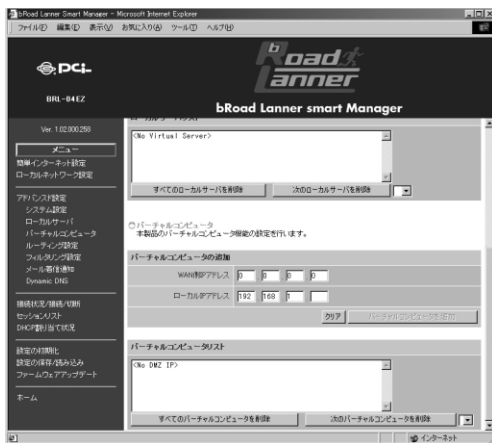 bRoad Lanner Smart Manager - Microsoft Internet Explorer
ファイル(F) 編集(E) 表示(V) お気に入り(A) ツール(T) ヘルプ(H)
PCi
bRoad Lanner
BRL-04EZ
bRoad Lanner smart Manager
Ver. 1.02.000.258
メニュー
簡単インターネット設定
ローカルネットワーク設定
アドバンスド設定
システム設定
ローカルサーバ
バーチャルコンピュータ
ルーティング設定
フィルタリング設定
メール着信通知
Dynamic DNS
接続状況/接続/切断
セッションリスト
DHCP割り当て状況
設定の初期化
設定の保存/読み込み
ファームウェアアップデート
ホーム
ローカルサーバリスト
<No Virtual Server>
すべてのローカルサーバを削除 次のローカルサーバを削除
バーチャルコンピュータ
本製品のバーチャルコンピュータ機能の設定を行います。
バーチャルコンピュータの追加
WAN側IPアドレス 0 0 0 0
ローカルIPアドレス 192 168 1
クリア バーチャルコンピュータを追加
バーチャルコンピュータリスト
<No DMZ IP>
すべてのバーチャルコンピュータを削除 次のバーチャルコンピュータを削除
インターネット